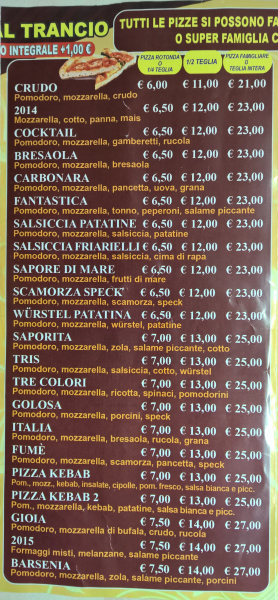 AL TRANCIO
TUTTI LE PIZZE SI POSSONO
O INTEGRALE +1,00 €
O SUPER FAMIGLIA
PIZZA ROTONDA O 1/4 TEGLIA
1/2 TEGLIA
PIZZA FAMIGLIARE O TEGLIA INTERA
CRUDO € 6,00 € 11,00 € 21,00
Pomodoro, mozzarella, crudo
2014 € 6,50 € 12,00 € 23,00
Mozzarella, cotto, panna, mais
COCKTAIL € 6,50 € 12,00 € 23,00
Pomodoro, mozzarella, gamberetti, rucola
BRESAOLA € 6,50 € 12,00 € 23,00
Pomodoro, mozzarella, bresaola
CARBONARA € 6,50 € 12,00 € 23,00
Pomodoro, mozzarella, pancetta, uova, grana
FANTASTICA € 6,50 € 12,00 € 23,00
Pomodoro, mozzarella, tonno, peperoni, salame piccante
SALSICCIA PATATINE € 6,50 € 12,00 € 23,00
Pomodoro, mozzarella, salsiccia, patatine
SALSICCIA FRIARIELLI € 6,50 € 12,00 € 23,00
Pomodoro, mozzarella, salsiccia, cima di rapa
SAPORE DI MARE € 6,50 € 12,00 € 23,00
Pomodoro, mozzarella, frutti di mare
SCAMORZA SPECK € 6,50 € 12,00 € 23,00
Pomodoro, mozzarella, scamorza, speck
WÜRSTEL PATATINA € 6,50 € 12,00 € 23,00
Pomodoro, mozzarella, würstel, patatine
SAPORITA € 7,00 € 13,00 € 25,00
Pomodoro, mozzarella, zola, salame piccante, cotto
TRIS € 7,00 € 13,00 € 25,00
Pomodoro, mozzarella, salsiccia, cotto, würstel
TRE COLORI € 7,00 € 13,00 € 25,00
Pomodoro, mozzarella, ricotta, spinaci, pomodorini
GOLOSA € 7,00 € 13,00 € 25,00
Pomodoro, mozzarella, porcini, speck
ITALIA € 7,00 € 13,00 € 25,00
Pomodoro, mozzarella, bresaola, rucola, grana
FUMÈ € 7,00 € 13,00 € 25,00
Pomodoro, mozzarella, scamorza, pancetta, speck
PIZZA KEBAB € 7,00 € 13,00 € 25,00
Pom., mozz., kebab, insalate, cipolle, pom. fresco, salsa bianca e picc.
PIZZA KEBAB 2 € 7,00 € 13,00 € 25,00
Pom., mozzarella, kebab, patatine, salsa bianca e picc.
GIOIA € 7,50 € 14,00 € 27,00
Pomodoro, mozzarella di bufala, crudo, rucola
2015 € 7,50 € 14,00 € 27,00
Formaggi misti, melanzane, salame piccante
BARSENIA € 7,50 € 14,00 € 27,00
Pomodoro, mozzarella, zola, salame piccante, porcini